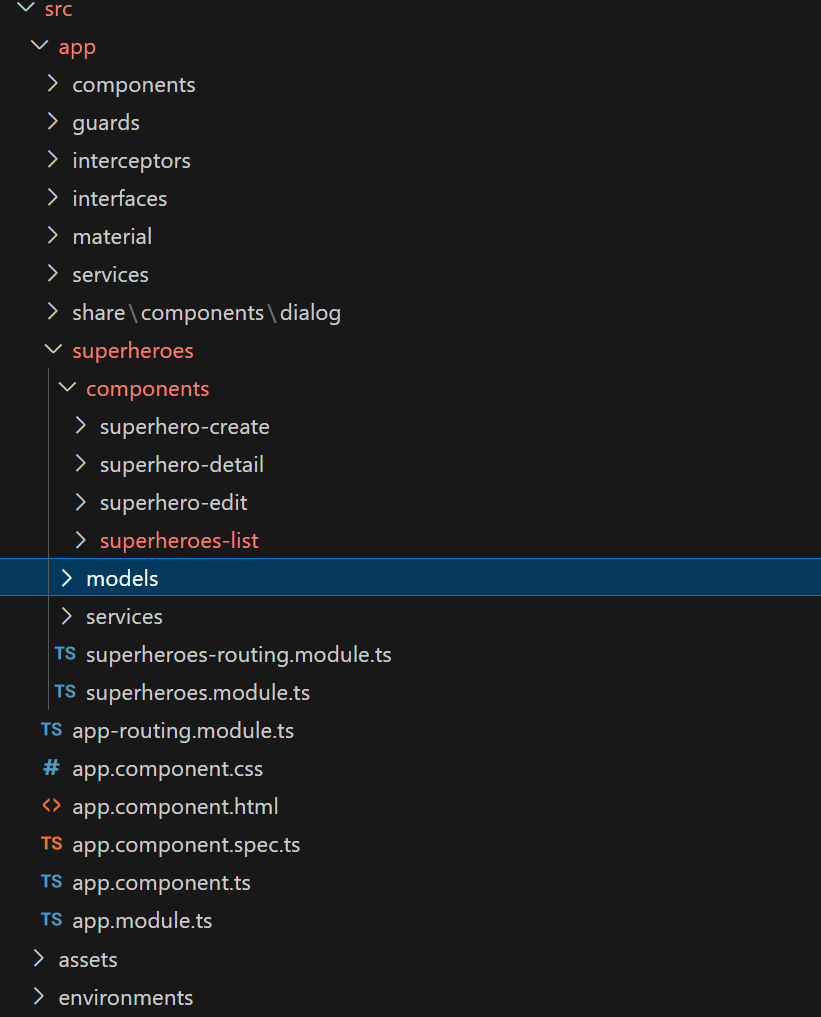 src
app
components
guards
interceptors
interfaces
material
services
share\components\dialog
superheroes
components
superhero-create
superhero-detail
superhero-edit
superheroes-list
models
services
TS superheroes-routing.module.ts
TS superheroes.module.ts
TS app-routing.module.ts
# app.component.css
<> app.component.html
TS app.component.spec.ts
TS app.component.ts
TS app.module.ts
assets
environments